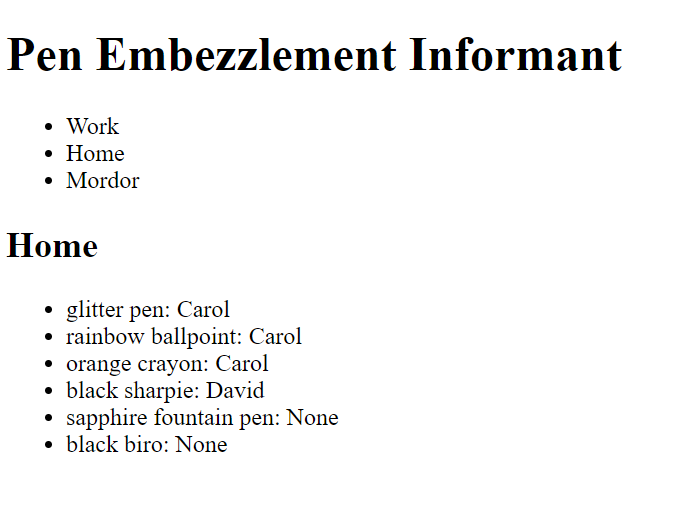 Pen Embezzlement Informant
Work
Home
Mordor
Home
glitter pen: Carol
rainbow ballpoint: Carol
orange crayon: Carol
black sharpie: David
sapphire fountain pen: None
black biro: None